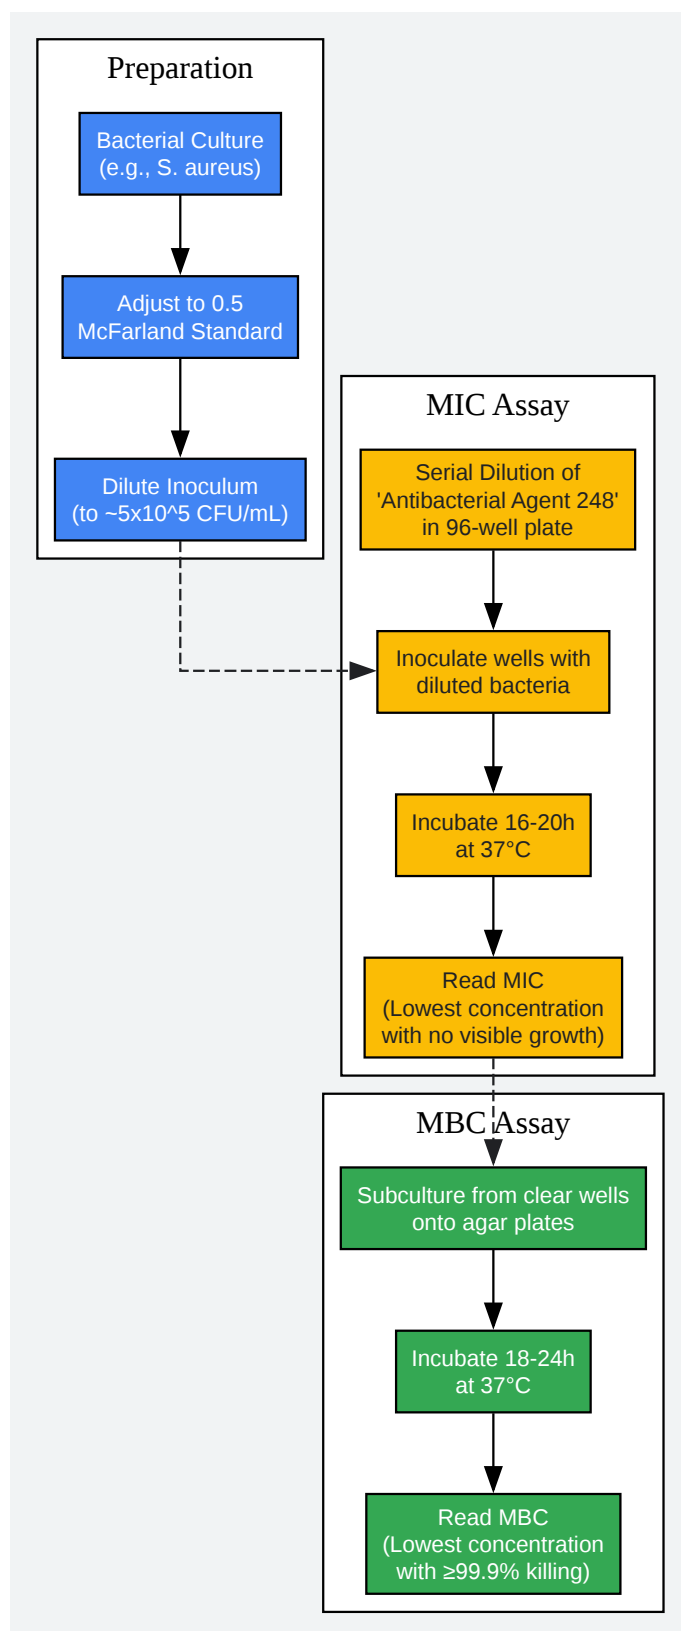 Preparation
Bacterial Culture
(e.g., S. aureus)
Adjust to 0.5
McFarland Standard
Dilute Inoculum
(to ~5x10^5 CFU/mL)
MIC Assay
Serial Dilution of
'Antibacterial Agent 248'
in 96-well plate
Inoculate wells with
diluted bacteria
Incubate 16-20h
at 37°C
Read MIC
(Lowest concentration
with no visible growth)
MBC Assay
Subculture from clear wells
onto agar plates
Incubate 18-24h
at 37°C
Read MBC
(Lowest concentration
with ≥99.9% killing)